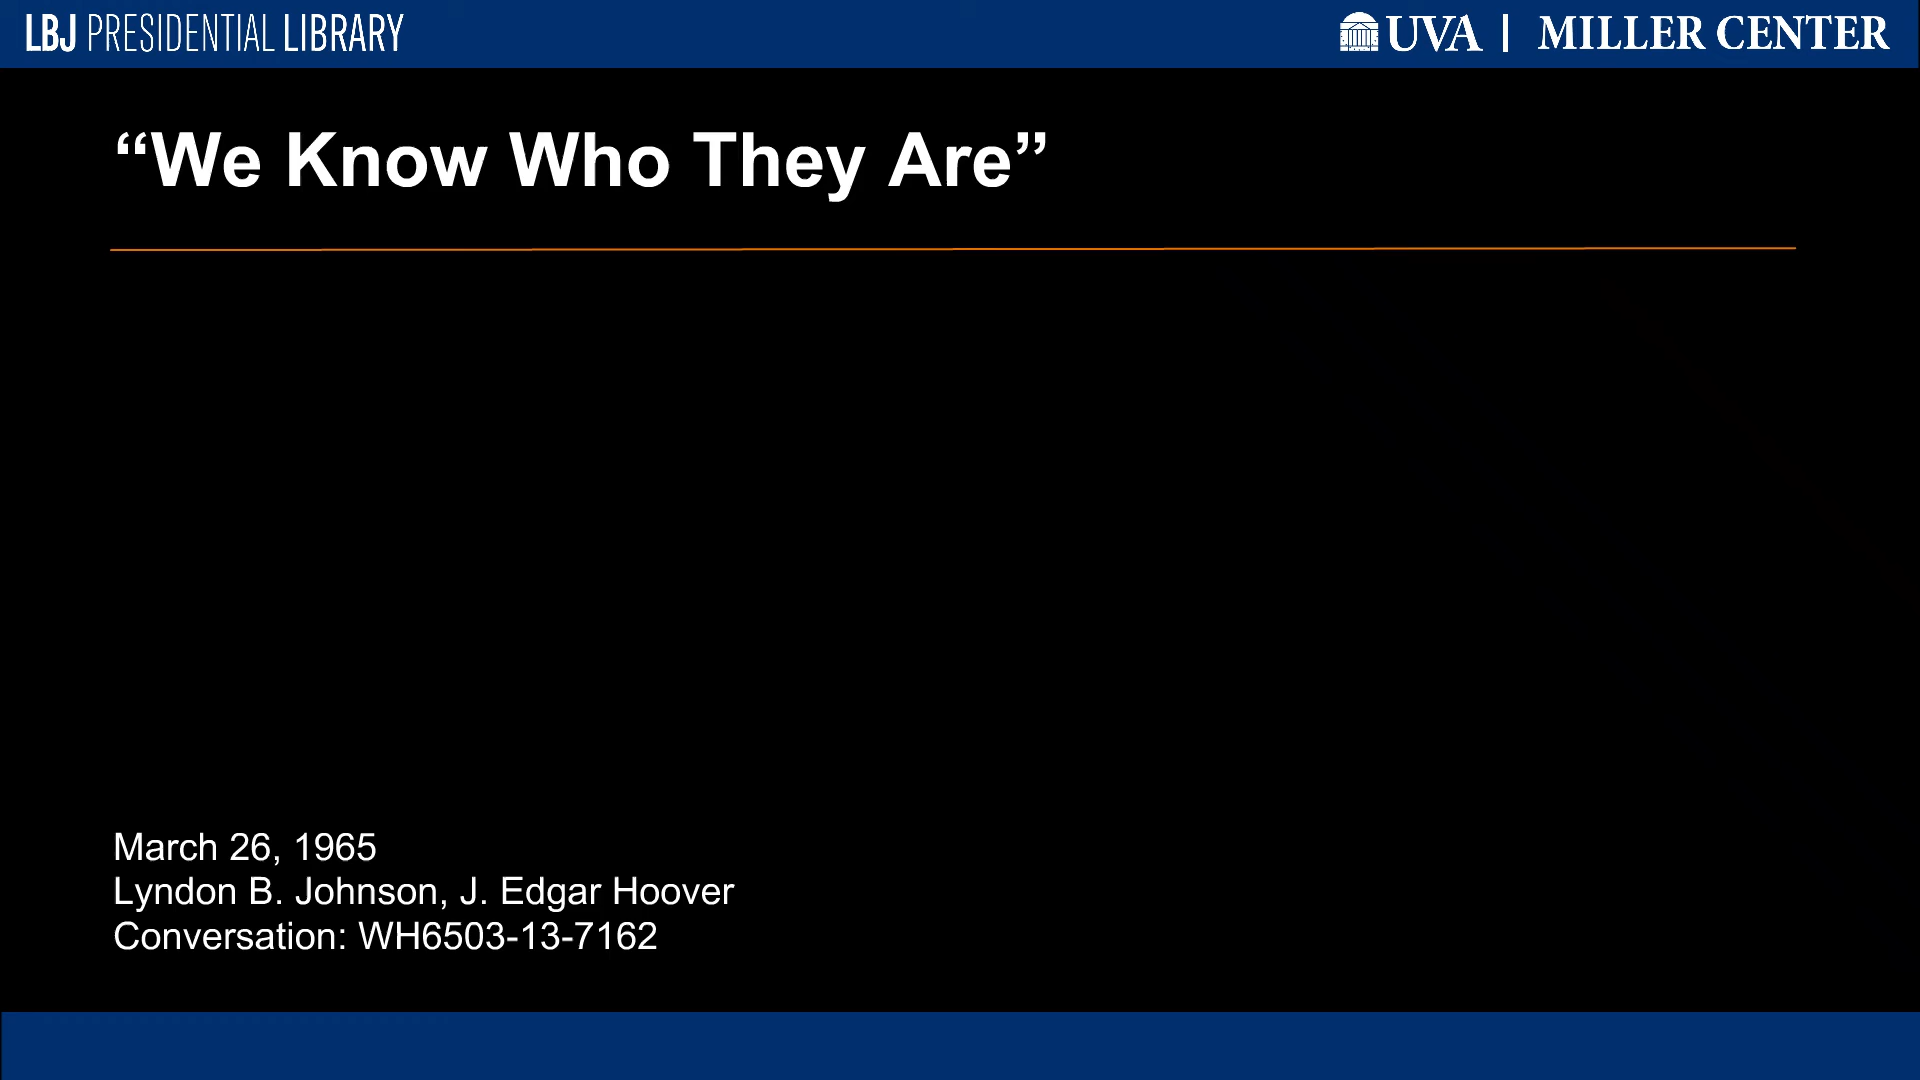 LBJ PRESIDENTIAL LIBRARY
UVA | MILLER CENTER
“We Know Who They Are”
March 26, 1965
Lyndon B. Johnson, J. Edgar Hoover
Conversation: WH6503-13-7162